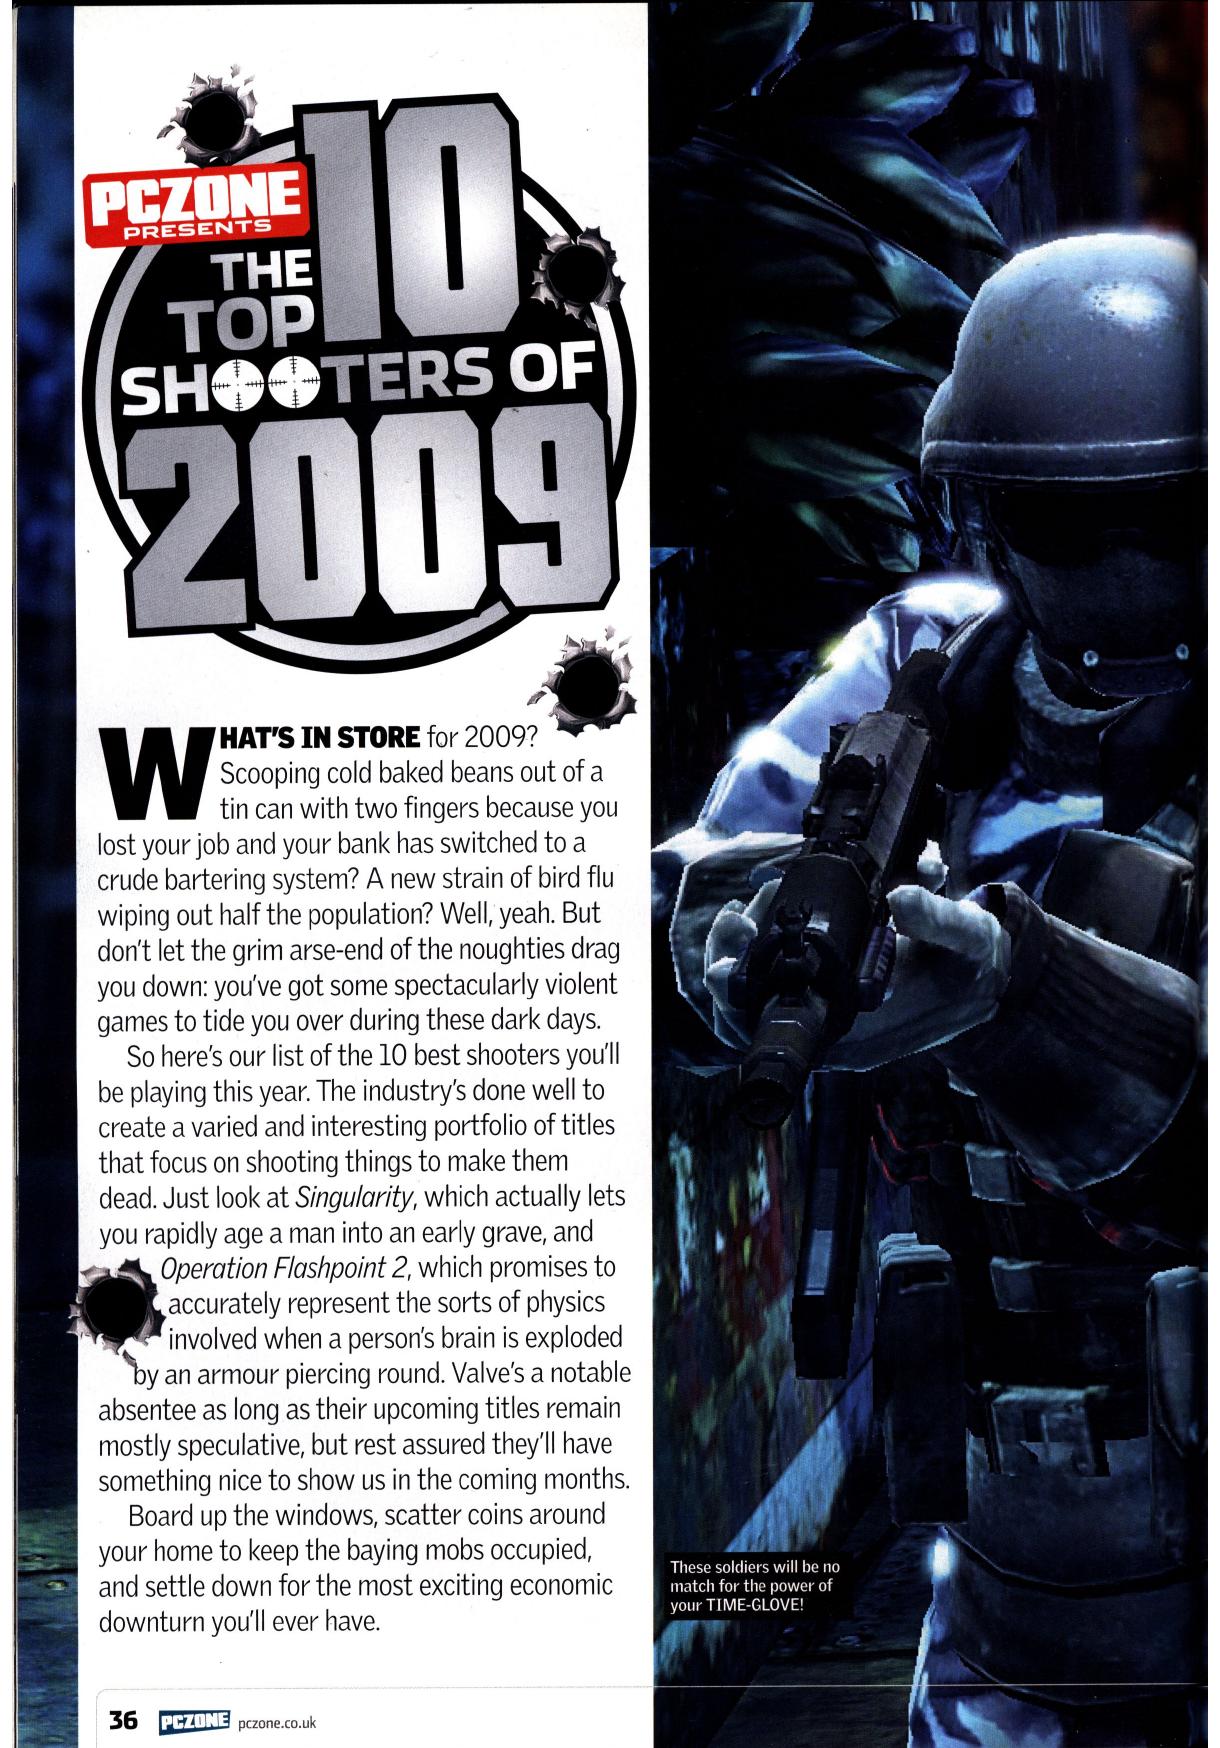 PCZONE
PRESENTS
THE
TOP
10
SHOOTERS OF
2009
WHAT'S IN STORE for 2009?
Scooping cold baked beans out of a
tin can with two fingers because you
lost your job and your bank has switched to a
crude bartering system? A new strain of bird flu
wiping out half the population? Well, yeah. But
don't let the grim arse-end of the noughties drag
you down: you've got some spectacularly violent
games to tide you over during these dark days.
So here's our list of the 10 best shooters you'll
be playing this year. The industry's done well to
create a varied and interesting portfolio of titles
that focus on shooting things to make them
dead. Just look at Singularity, which actually lets
you rapidly age a man into an early grave, and
Operation Flashpoint 2, which promises to
accurately represent the sorts of physics
involved when a person's brain is exploded
by an armour piercing round. Valve's a notable
absentee as long as their upcoming titles remain
mostly speculative, but rest assured they'll have
something nice to show us in the coming months.
Board up the windows, scatter coins around
your home to keep the baying mobs occupied,
and settle down for the most exciting economic
downturn you'll ever have.
These soldiers will be no
match for the power of
your TIME-GLOVE!
36 PCZONE pczone.co.uk